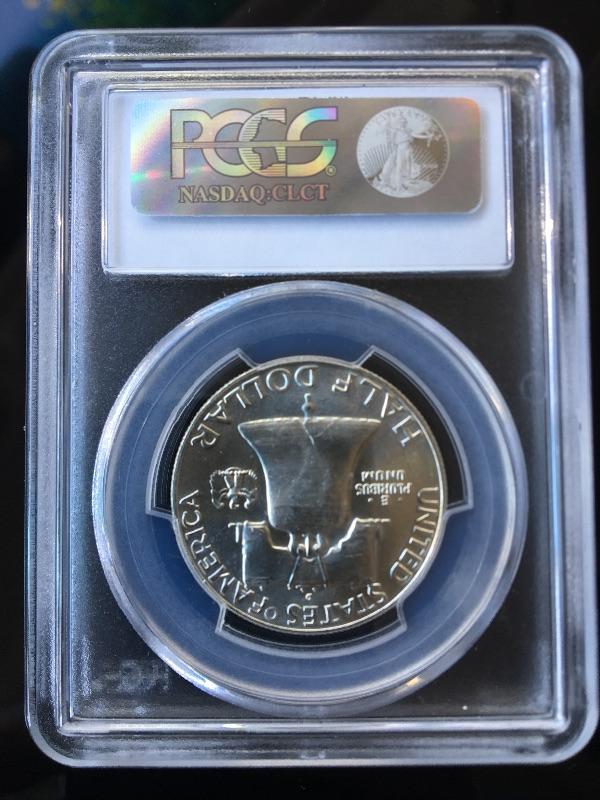 PCGS®
NASDAQ:CLCT
UNITED STATES OF AMERICA
E
PLURIBUS
UNUM
HALF DOLLAR